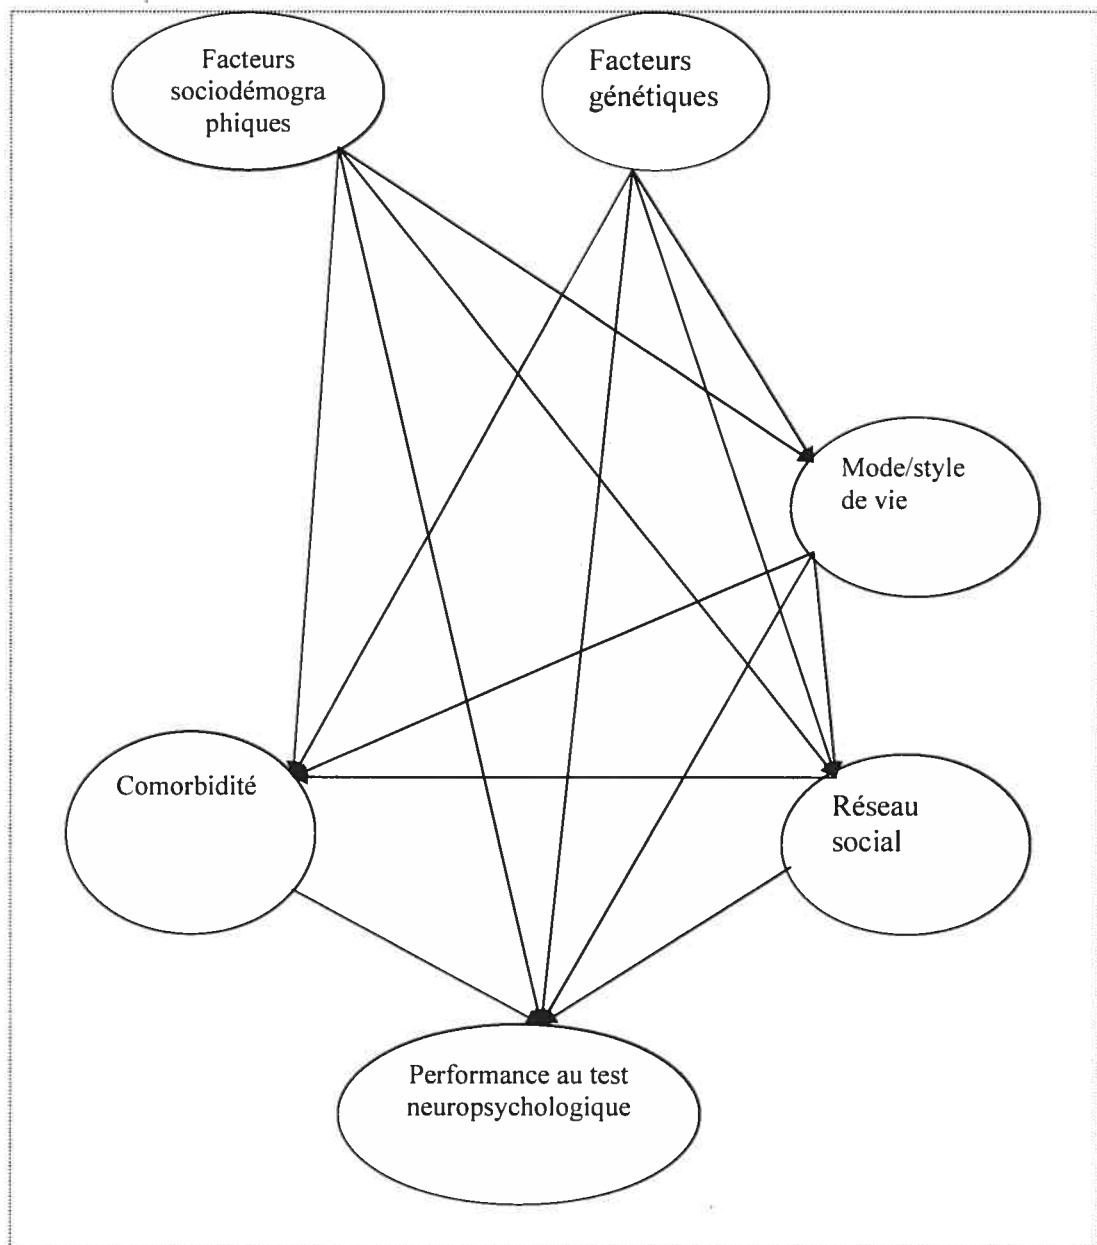 Facteurs
sociodémogra
phiques
Facteurs
génétiques
Mode/style
de vie
Comorbidité
Réseau
social
Performance au test
neuropsychologique